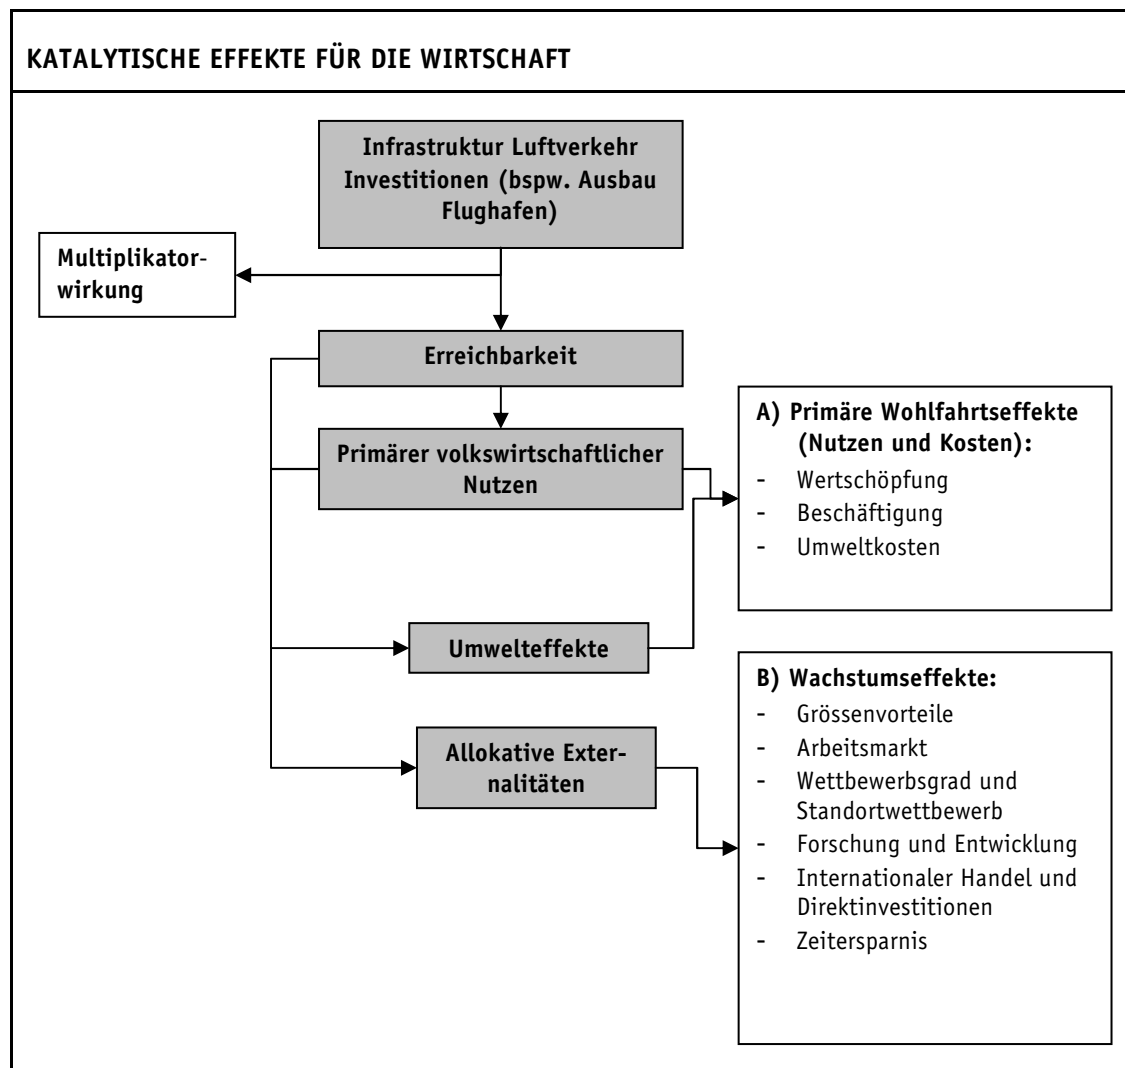 KATALYTISCHE EFFEKTE FÜR DIE WIRTSCHAFT
Infrastruktur Luftverkehr
Investitionen (bspw. Ausbau
Flughafen)
Multiplikator-
wirkung
Erreichbarkeit
Primärer volkswirtschaftlicher
Nutzen
A) Primäre Wohlfahrtseffekte
(Nutzen und Kosten):
- Wertschöpfung
- Beschäftigung
- Umweltkosten
Umwelteffekte
Allokative Exter-
nalitäten
B) Wachstumseffekte:
- Grössenvorteile
- Arbeitsmarkt
- Wettbewerbsgrad und
Standortwettbewerb
- Forschung und Entwicklung
- Internationaler Handel und
Direktinvestitionen
- Zeitersparnis